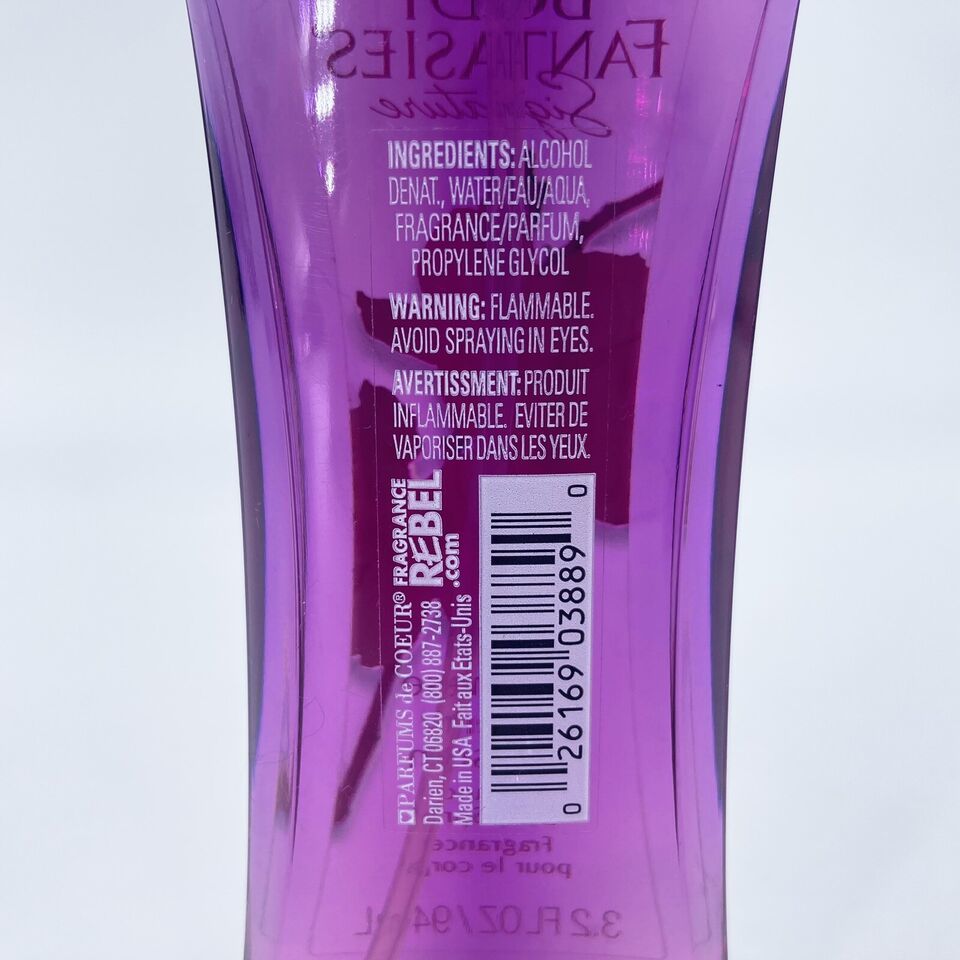 BODY
FANTASIES
Signature
INGREDIENTS: ALCOHOL
DENAT., WATER/EAU/AQUA,
FRAGRANCE/PARFUM,
PROPYLENE GLYCOL
WARNING: FLAMMABLE.
AVOID SPRAYING IN EYES.
AVERTISSMENT: PRODUIT
INFLAMMABLE. EVITER DE
VAPORISER DANS LES YEUX.
PARFUMS de COEUR®
Darien, CT 06820 (800) 887-2738
Made in USA - Fait aux Etats-Unis
FRAGRANCE
REBEL
.com
0 26169 03889 0
Fragrance
pour le corps
3.2 FL OZ/94 mL